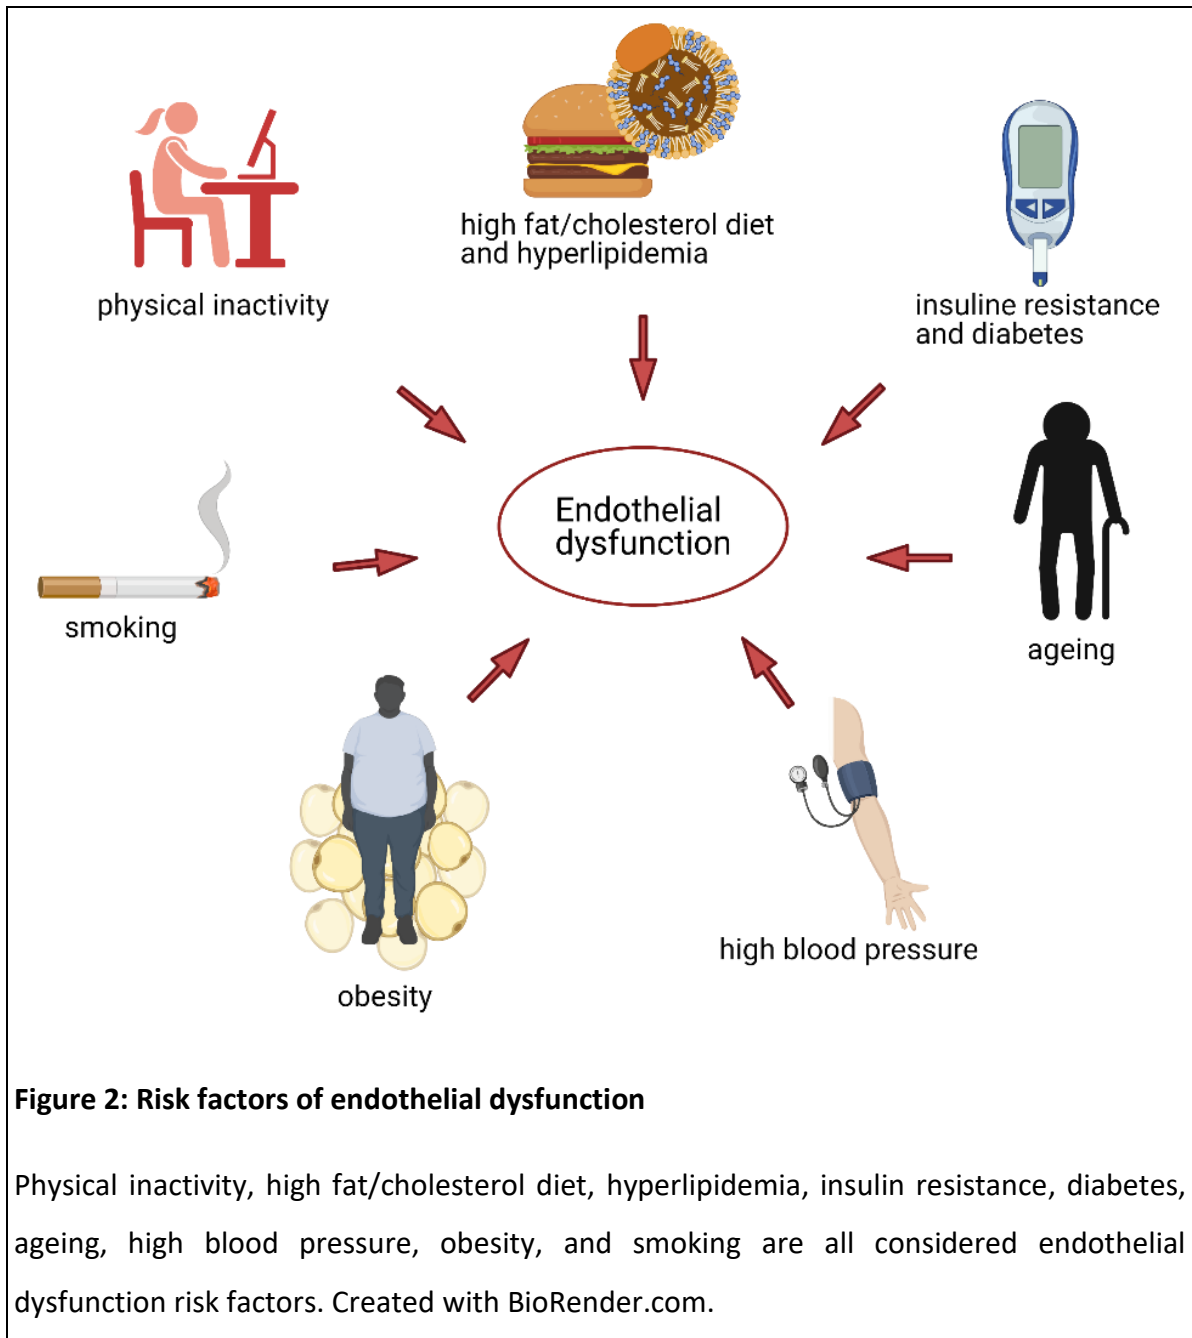 physical inactivity
high fat/cholesterol diet
and hyperlipidemia
insuline resistance
and diabetes
Endothelial
dysfunction
smoking
ageing
obesity
high blood pressure
Figure 2: Risk factors of endothelial dysfunction
Physical inactivity, high fat/cholesterol diet, hyperlipidemia, insulin resistance, diabetes,
ageing, high blood pressure, obesity, and smoking are all considered endothelial
dysfunction risk factors. Created with BioRender.com.